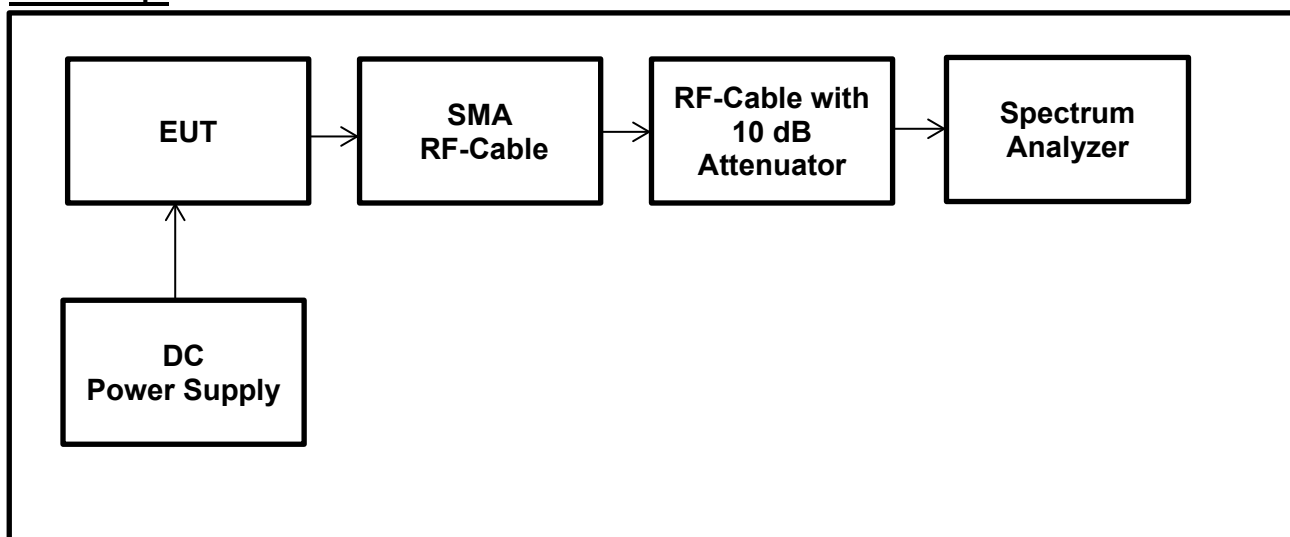 EUT
SMA
RF-Cable
RF-Cable with
10 dB
Attenuator
Spectrum
Analyzer
DC
Power Supply